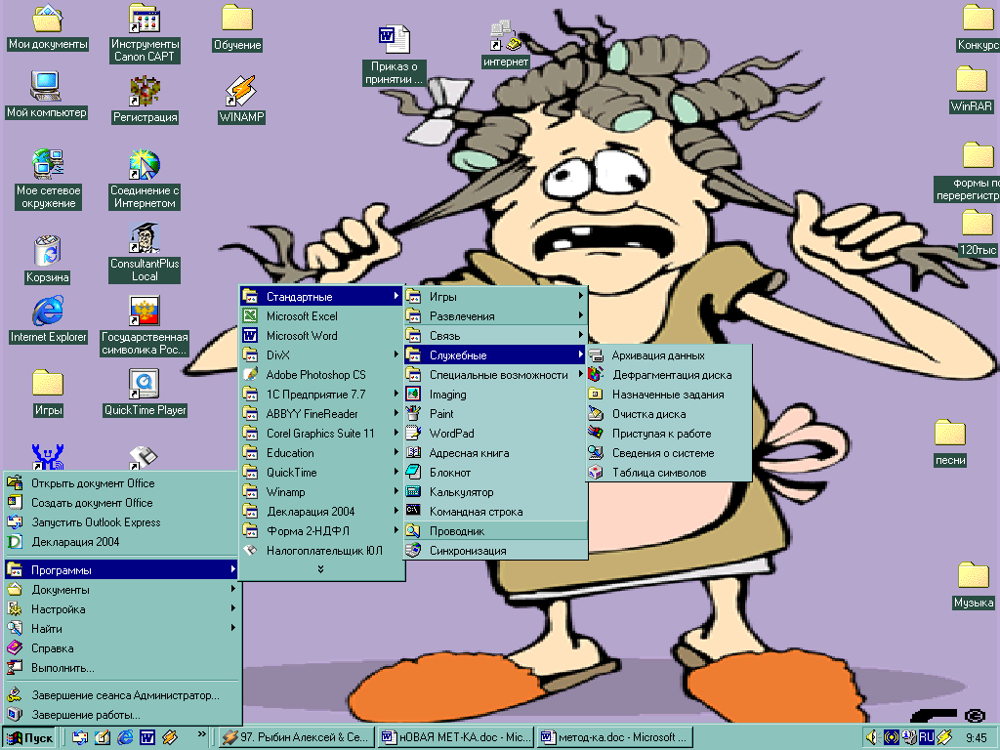 Мои документы
Инструменты
Canon CAPT
Обучение
Приказ о
принятии ...
интернет
Конкурс
Мой компьютер
Регистрация
WINAMP
WinRAR
Мое сетевое
окружение
Соединение с
Интернетом
Формы по
перерегистр
Корзина
ConsultantPlus
Local
120тыс
Internet Explorer
Государственная
символика Рос...
Игры
QuickTime Player
песни
Музыка
Открыть документ Office
Создать документ Office
Запустить Outlook Express
Декларация 2004
Программы
Документы
Настройка
Найти
Справка
Выполнить...
Завершение сеанса Администратор...
Завершение работы...
Стандартные
Microsoft Excel
Microsoft Word
DivX
Adobe Photoshop CS
1С Предприятие 7.7
ABBYY FineReader
Corel Graphics Suite 11
Education
QuickTime
Winamp
Декларация 2004
Форма 2-НДФЛ
Налогоплательщик ЮЛ
Игры
Развлечения
Связь
Служебные
Специальные возможности
Imaging
Paint
WordPad
Адресная книга
Блокнот
Калькулятор
Командная строка
Проводник
Синхронизация
Архивация данных
Дефрагментация диска
Назначенные задания
Очистка диска
Приступая к работе
Сведения о системе
Таблица символов
Пуск
97. Рыбин Алексей & Се...
нОВАЯ МЕТ-КА.doc - Mic...
метод-ка.doc - Microsoft ...
RU
9:45